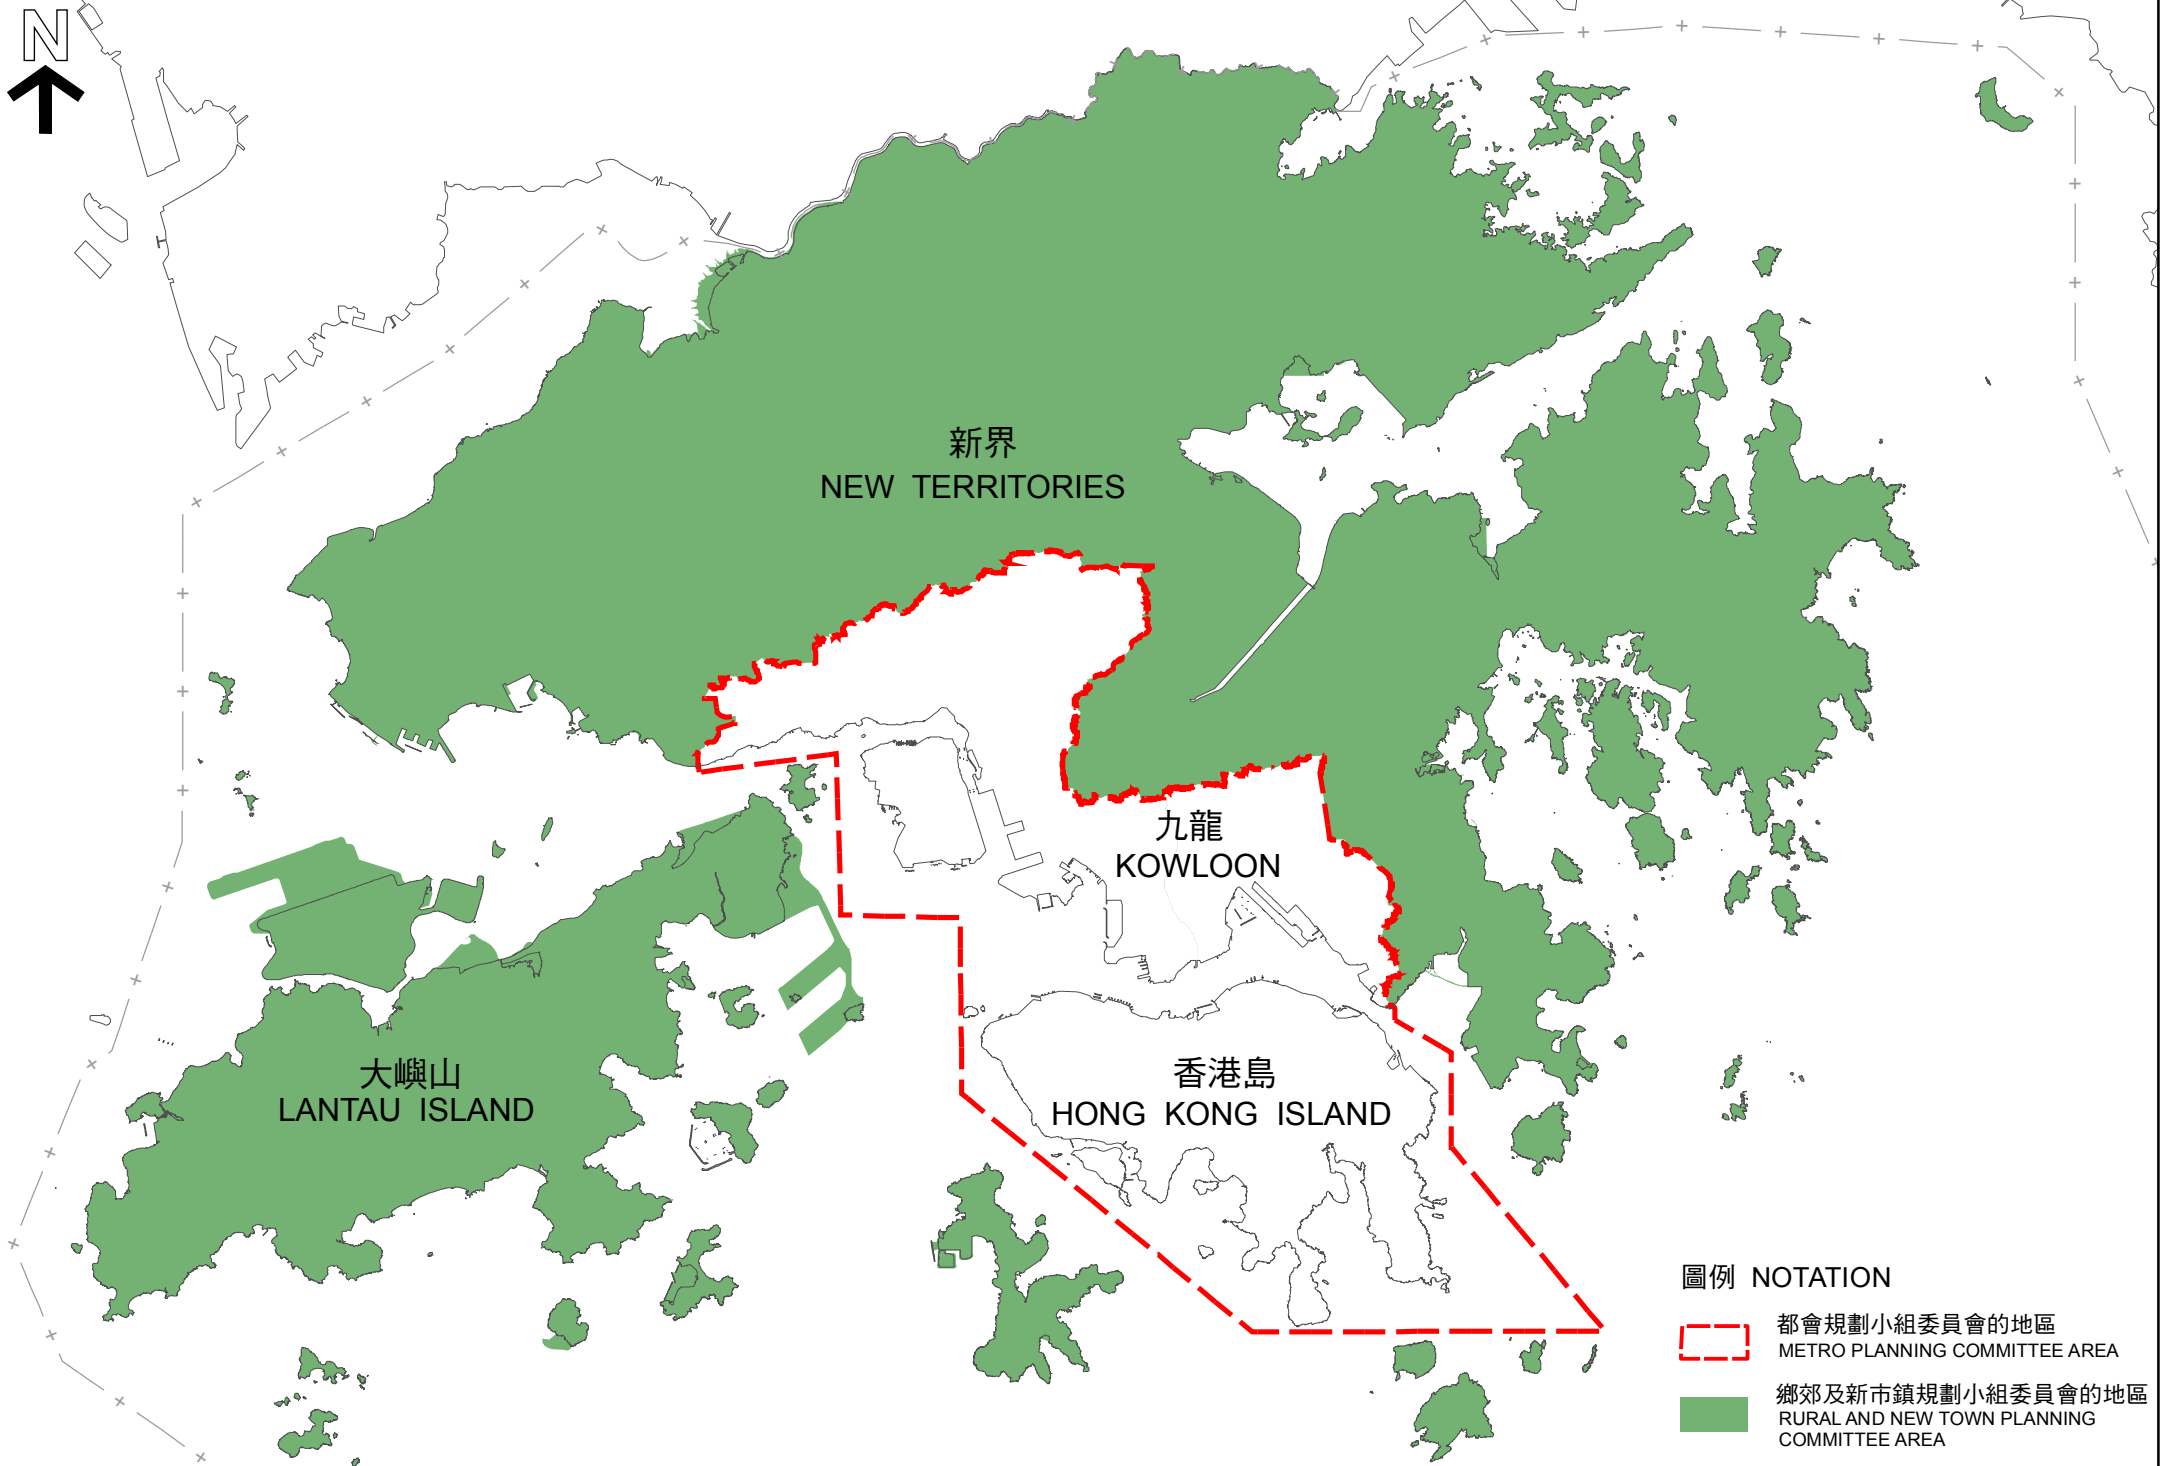 N
新界
NEW TERRITORIES
九龍
KOWLOON
大嶼山
LANTAU ISLAND
香港島
HONG KONG ISLAND
圖例 NOTATION
都會規劃小組委員會的地區
METRO PLANNING COMMITTEE AREA
鄉郊及新市鎮規劃小組委員會的地區
RURAL AND NEW TOWN PLANNING
COMMITTEE AREA